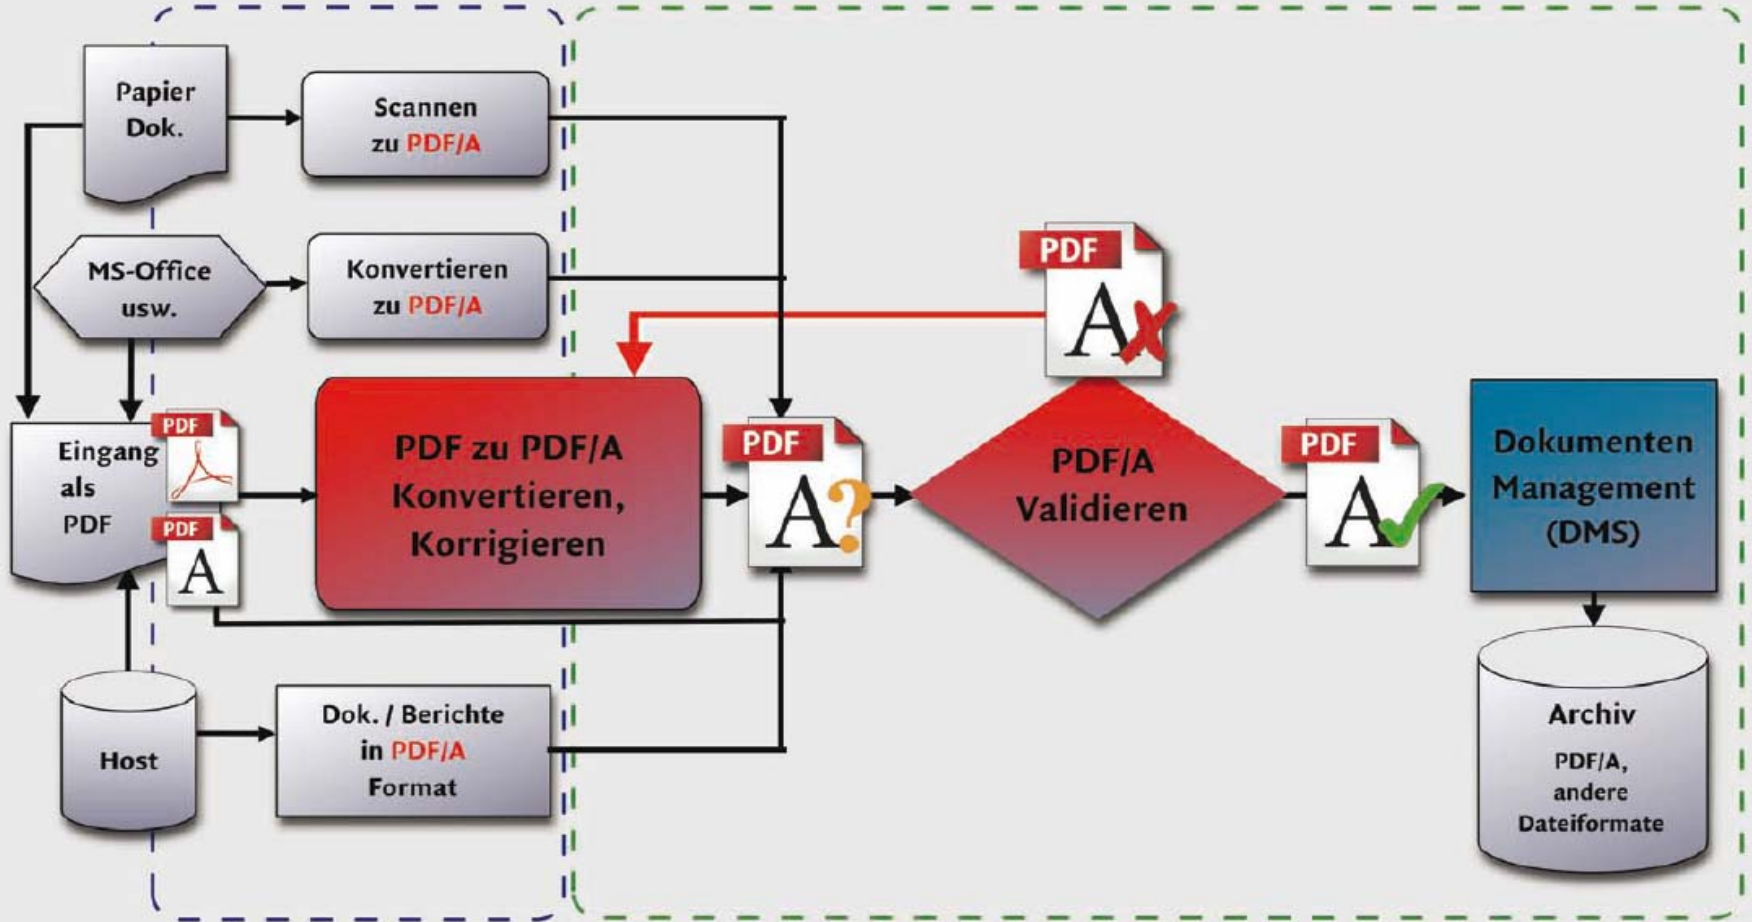 Papier
Dok.
Scannen
zu PDF/A
MS-Office
usw.
Konvertieren
zu PDF/A
PDF
A
Eingang
als
PDF
PDF
PDF
A
PDF zu PDF/A
Konvertieren,
Korrigieren
PDF
A?
PDF/A
Validieren
PDF
A
Dokumenten
Management
(DMS)
Host
Dok. / Berichte
in PDF/A
Format
Archiv
PDF/A,
andere
Dateiformate